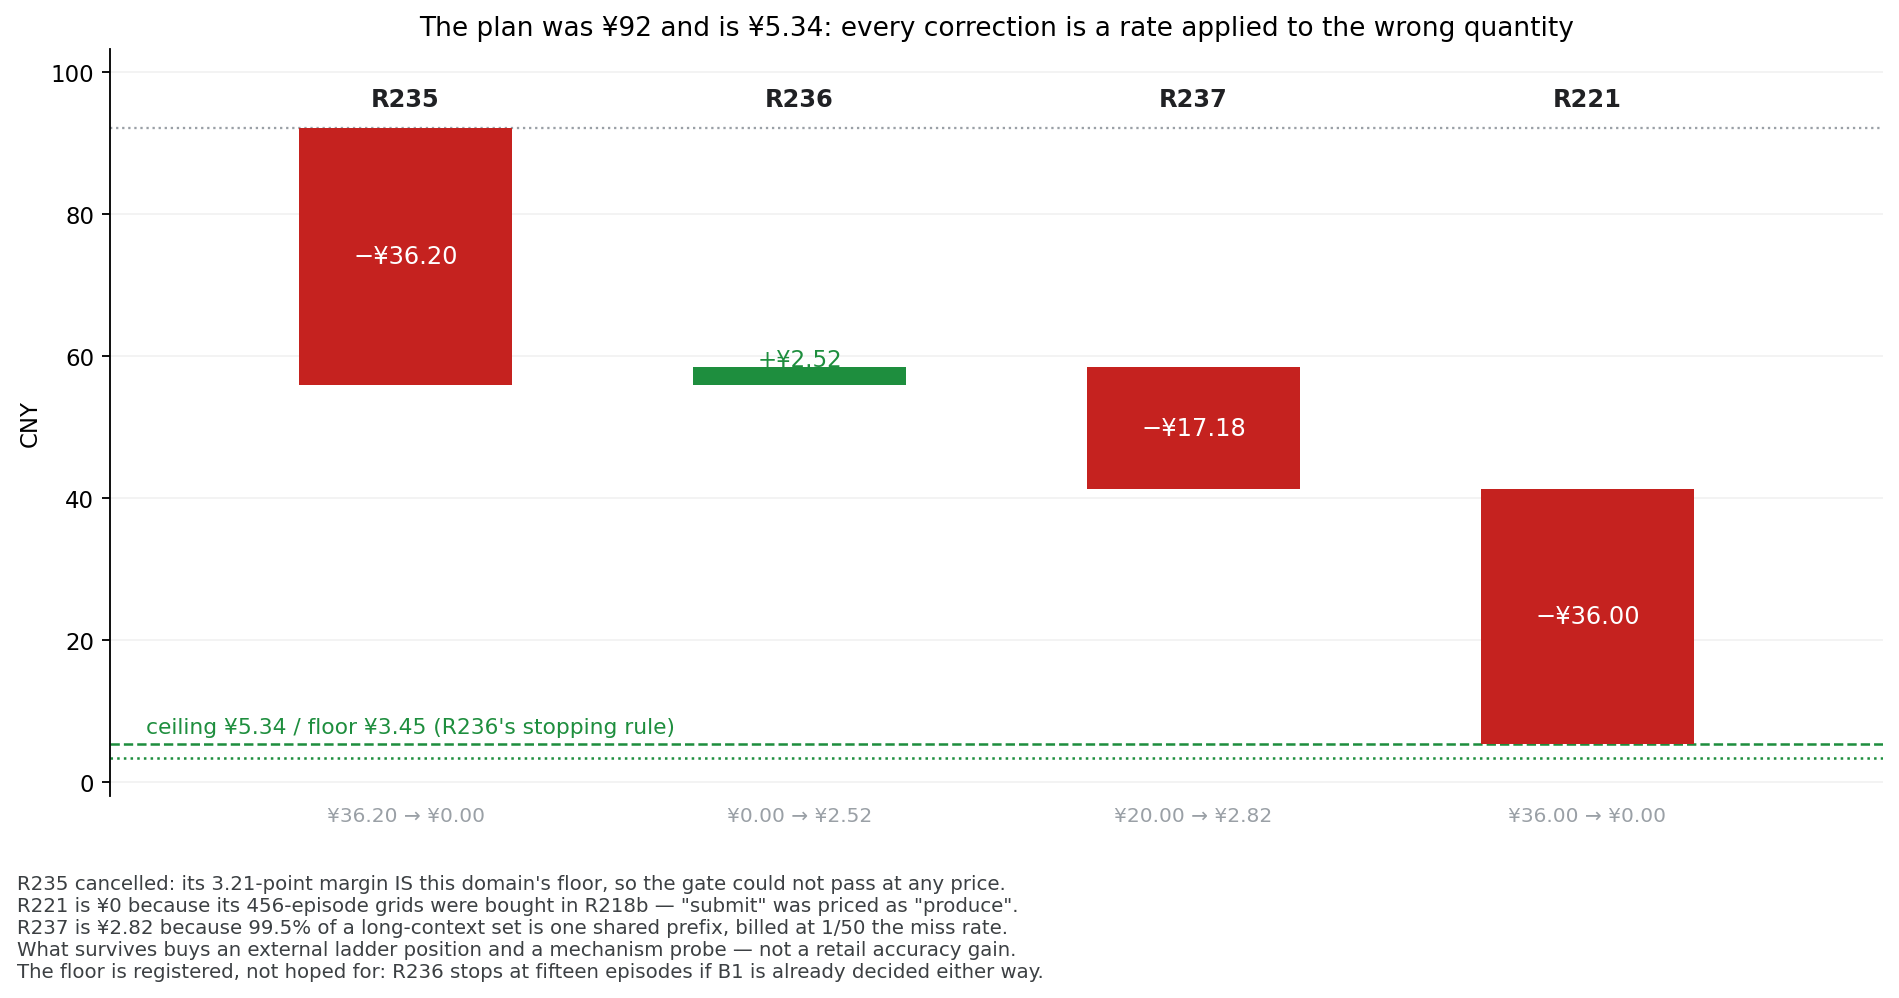 The plan was ¥92 and is ¥5.34: every correction is a rate applied to the wrong quantity
100
80
60
40
20
0
CNY
R235
R236
R237
R221
−¥36.20
+¥2.52
−¥17.18
−¥36.00
ceiling ¥5.34 / floor ¥3.45 (R236's stopping rule)
¥36.20 → ¥0.00
¥0.00 → ¥2.52
¥20.00 → ¥2.82
¥36.00 → ¥0.00
R235 cancelled: its 3.21-point margin IS this domain's floor, so the gate could not pass at any price.
R221 is ¥0 because its 456-episode grids were bought in R218b — "submit" was priced as "produce".
R237 is ¥2.82 because 99.5% of a long-context set is one shared prefix, billed at 1/50 the miss rate.
What survives buys an external ladder position and a mechanism probe — not a retail accuracy gain.
The floor is registered, not hoped for: R236 stops at fifteen episodes if B1 is already decided either way.